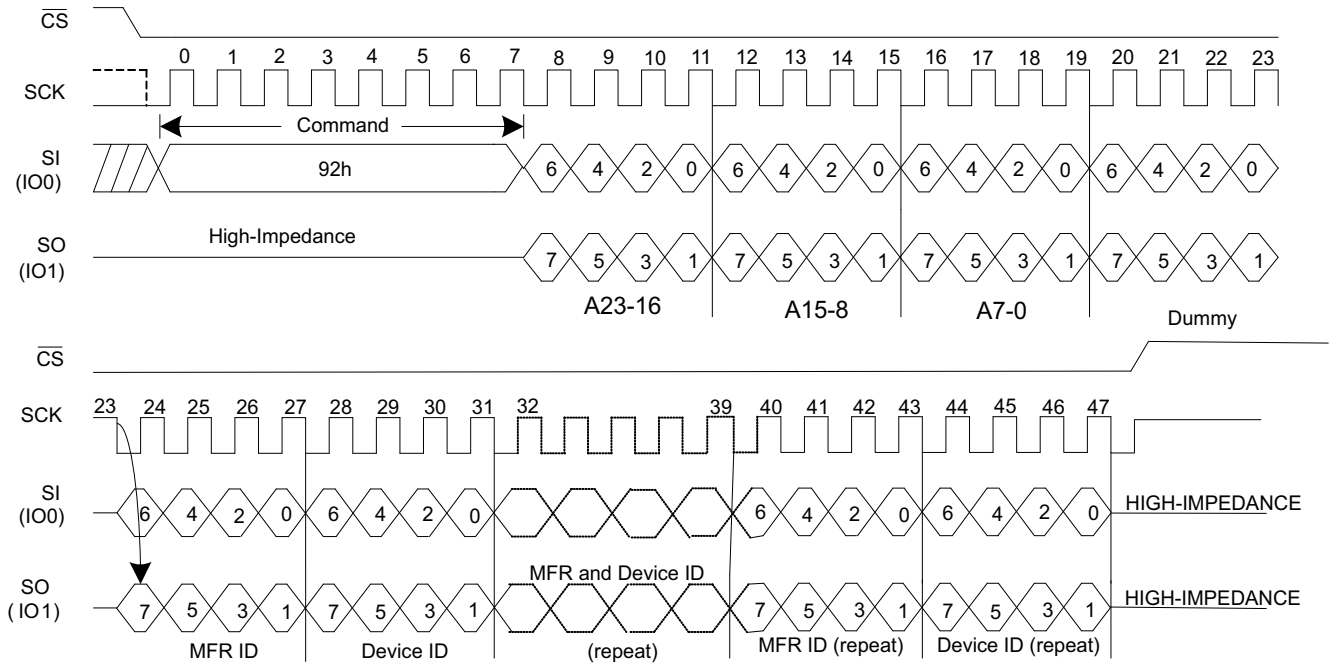 CS
0 1 2 3 4 5 6 7 8 9 10 11 12 13 14 15 16 17 18 19 20 21 22 23
SCK
Command
SI
(IO0)
92h 6 4 2 0 6 4 2 0 6 4 2 0 6 4 2 0
High-Impedance
SO
(IO1)
7 5 3 1 7 5 3 1 7 5 3 1 7 5 3 1
A23-16 A15-8 A7-0
Dummy
CS
SCK
23 24 25 26 27 28 29 30 31 32 39 40 41 42 43 44 45 46 47
SI
(IO0)
6 4 2 0 6 4 2 0 6 4 2 0 6 4 2 0
HIGH-IMPEDANCE
MFR and Device ID
SO
( IO1)
7 5 3 1 7 5 3 1 7 5 3 1 7 5 3 1
HIGH-IMPEDANCE
MFR ID Device ID (repeat) MFR ID (repeat) Device ID (repeat)